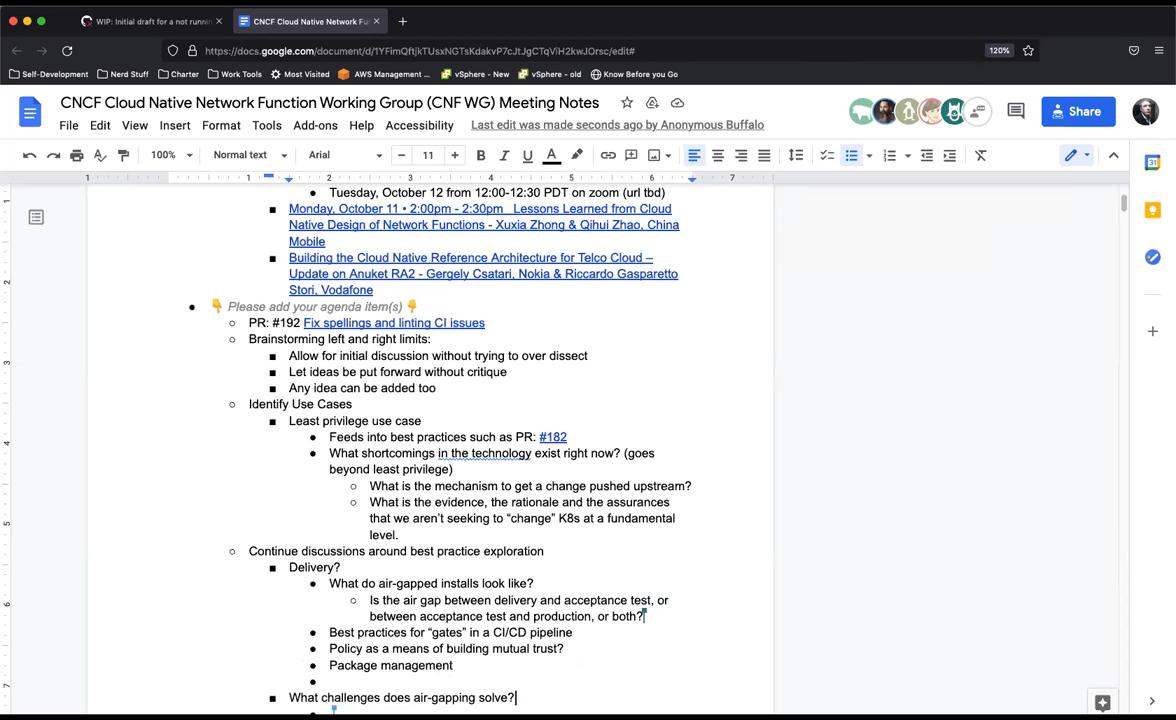 WIP: Initial draft for a not runnin
CNCF Cloud Native Network Fu
https://docs.google.com/document/d/1YFimQftjkTUsxNGTsKdakvP7cJtJgCTqViH2kwJOrsc/edit#
120%
Self-Development
Nerd Stuff
Charter
Work Tools
Most Visited
AWS Management ...
vSphere - New
vSphere - old
Know Before you Go
CNCF Cloud Native Network Function Working Group (CNF WG) Meeting Notes
Share
File Edit View Insert Format Tools Add-ons Help Accessibility
Last edit was made seconds ago by Anonymous Buffalo
100% Normal text Arial 11
1 1 2 3 4 5 6 7
Tuesday, October 12 from 12:00-12:30 PDT on zoom (url tbd)
Monday, October 11 • 2:00pm - 2:30pm Lessons Learned from Cloud
Native Design of Network Functions - Xuxia Zhong & Qihui Zhao, China
Mobile
Building the Cloud Native Reference Architecture for Telco Cloud –
Update on Anuket RA2 - Gergely Csatari, Nokia & Riccardo Gasparetto
Stori, Vodafone
👇 Please add your agenda item(s) 👇
PR: #192 Fix spellings and linting CI issues
Brainstorming left and right limits:
Allow for initial discussion without trying to over dissect
Let ideas be put forward without critique
Any idea can be added too
Identify Use Cases
Least privilege use case
Feeds into best practices such as PR: #182
What shortcomings in the technology exist right now? (goes
beyond least privilege)
What is the mechanism to get a change pushed upstream?
What is the evidence, the rationale and the assurances
that we aren't seeking to “change” K8s at a fundamental
level.
Continue discussions around best practice exploration
Delivery?
What do air-gapped installs look like?
Is the air gap between delivery and acceptance test, or
between acceptance test and production, or both?
Best practices for “gates” in a CI/CD pipeline
Policy as a means of building mutual trust?
Package management
What challenges does air-gapping solve?